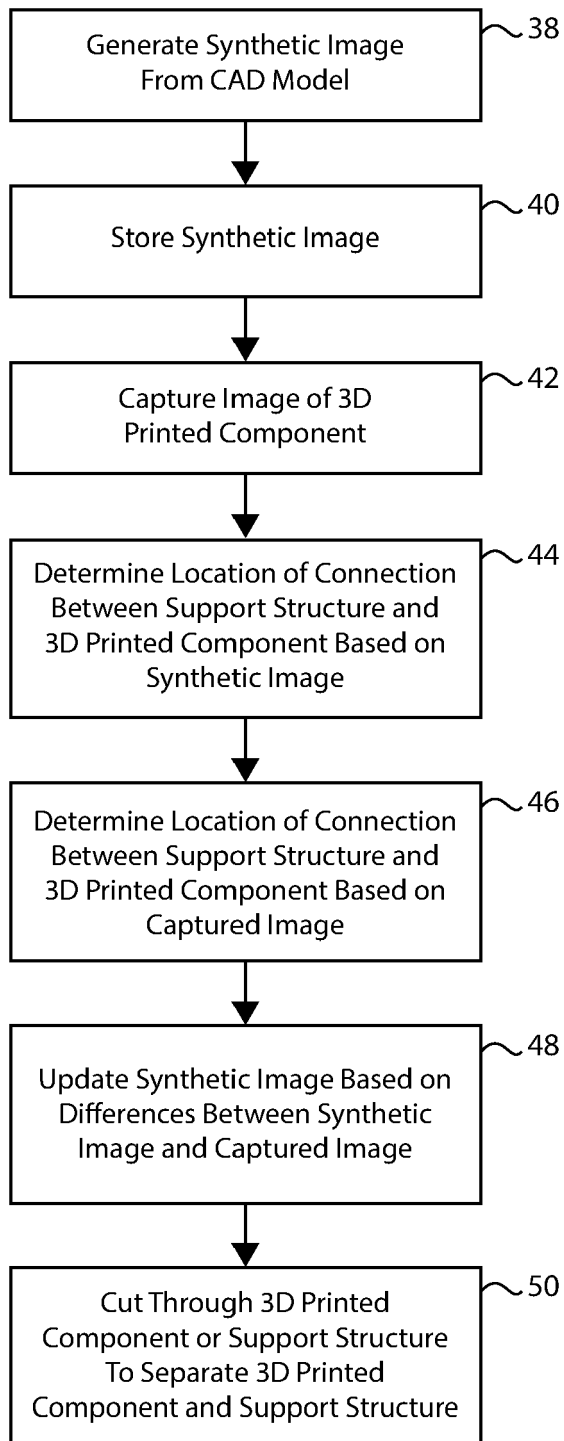 Generate Synthetic Image
From CAD Model
38
Store Synthetic Image
40
Capture Image of 3D
Printed Component
42
Determine Location of Connection
Between Support Structure and
3D Printed Component Based on
Synthetic Image
44
Determine Location of Connection
Between Support Structure and
3D Printed Component Based on
Captured Image
46
Update Synthetic Image Based on
Differences Between Synthetic
Image and Captured Image
48
Cut Through 3D Printed
Component or Support Structure
To Separate 3D Printed
Component and Support Structure
50